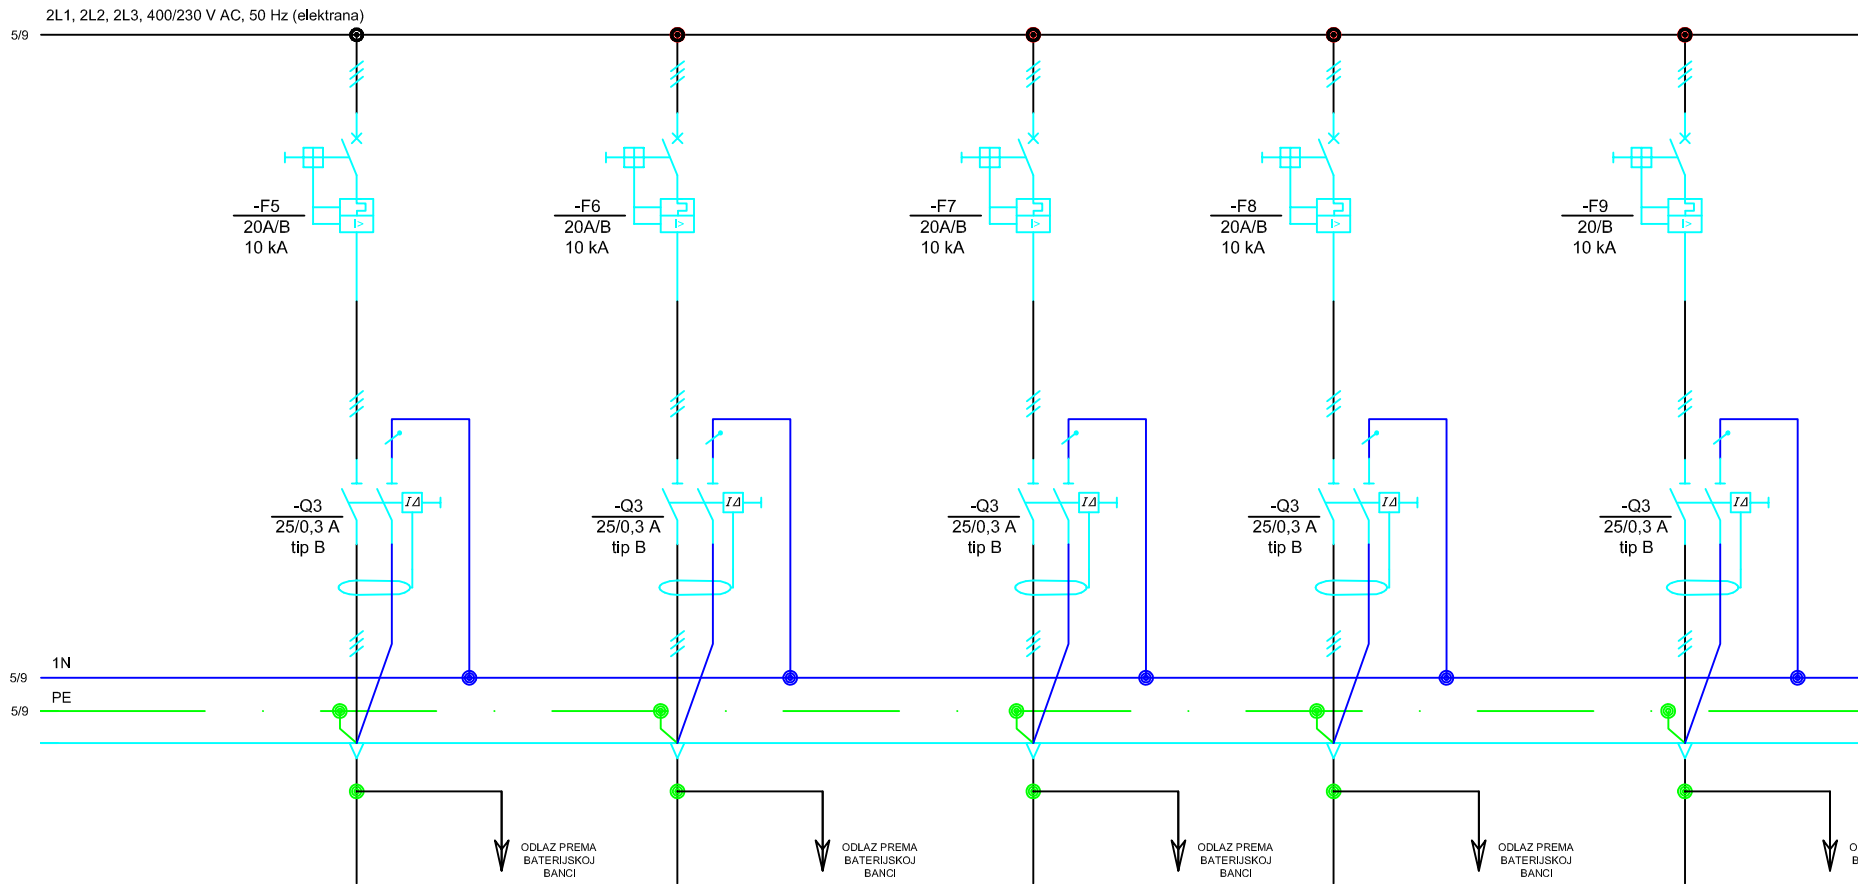 2L1, 2L2, 2L3, 400/230 V AC, 50 Hz (elektrana)
5/9
-F5
20A/B
10 kA
I>
-F6
20A/B
10 kA
I>
-F7
20A/B
10 kA
I>
-F8
20A/B
10 kA
I>
-F9
20/B
10 kA
I>
-Q3
25/0,3 A
tip B
IΔ
-Q3
25/0,3 A
tip B
IΔ
-Q3
25/0,3 A
tip B
IΔ
-Q3
25/0,3 A
tip B
IΔ
-Q3
25/0,3 A
tip B
IΔ
1N
5/9
PE
5/9
ODLAZ PREMA
BATERIJSKOJ
BANCI
ODLAZ PREMA
BATERIJSKOJ
BANCI
ODLAZ PREMA
BATERIJSKOJ
BANCI
ODLAZ PREMA
BATERIJSKOJ
BANCI